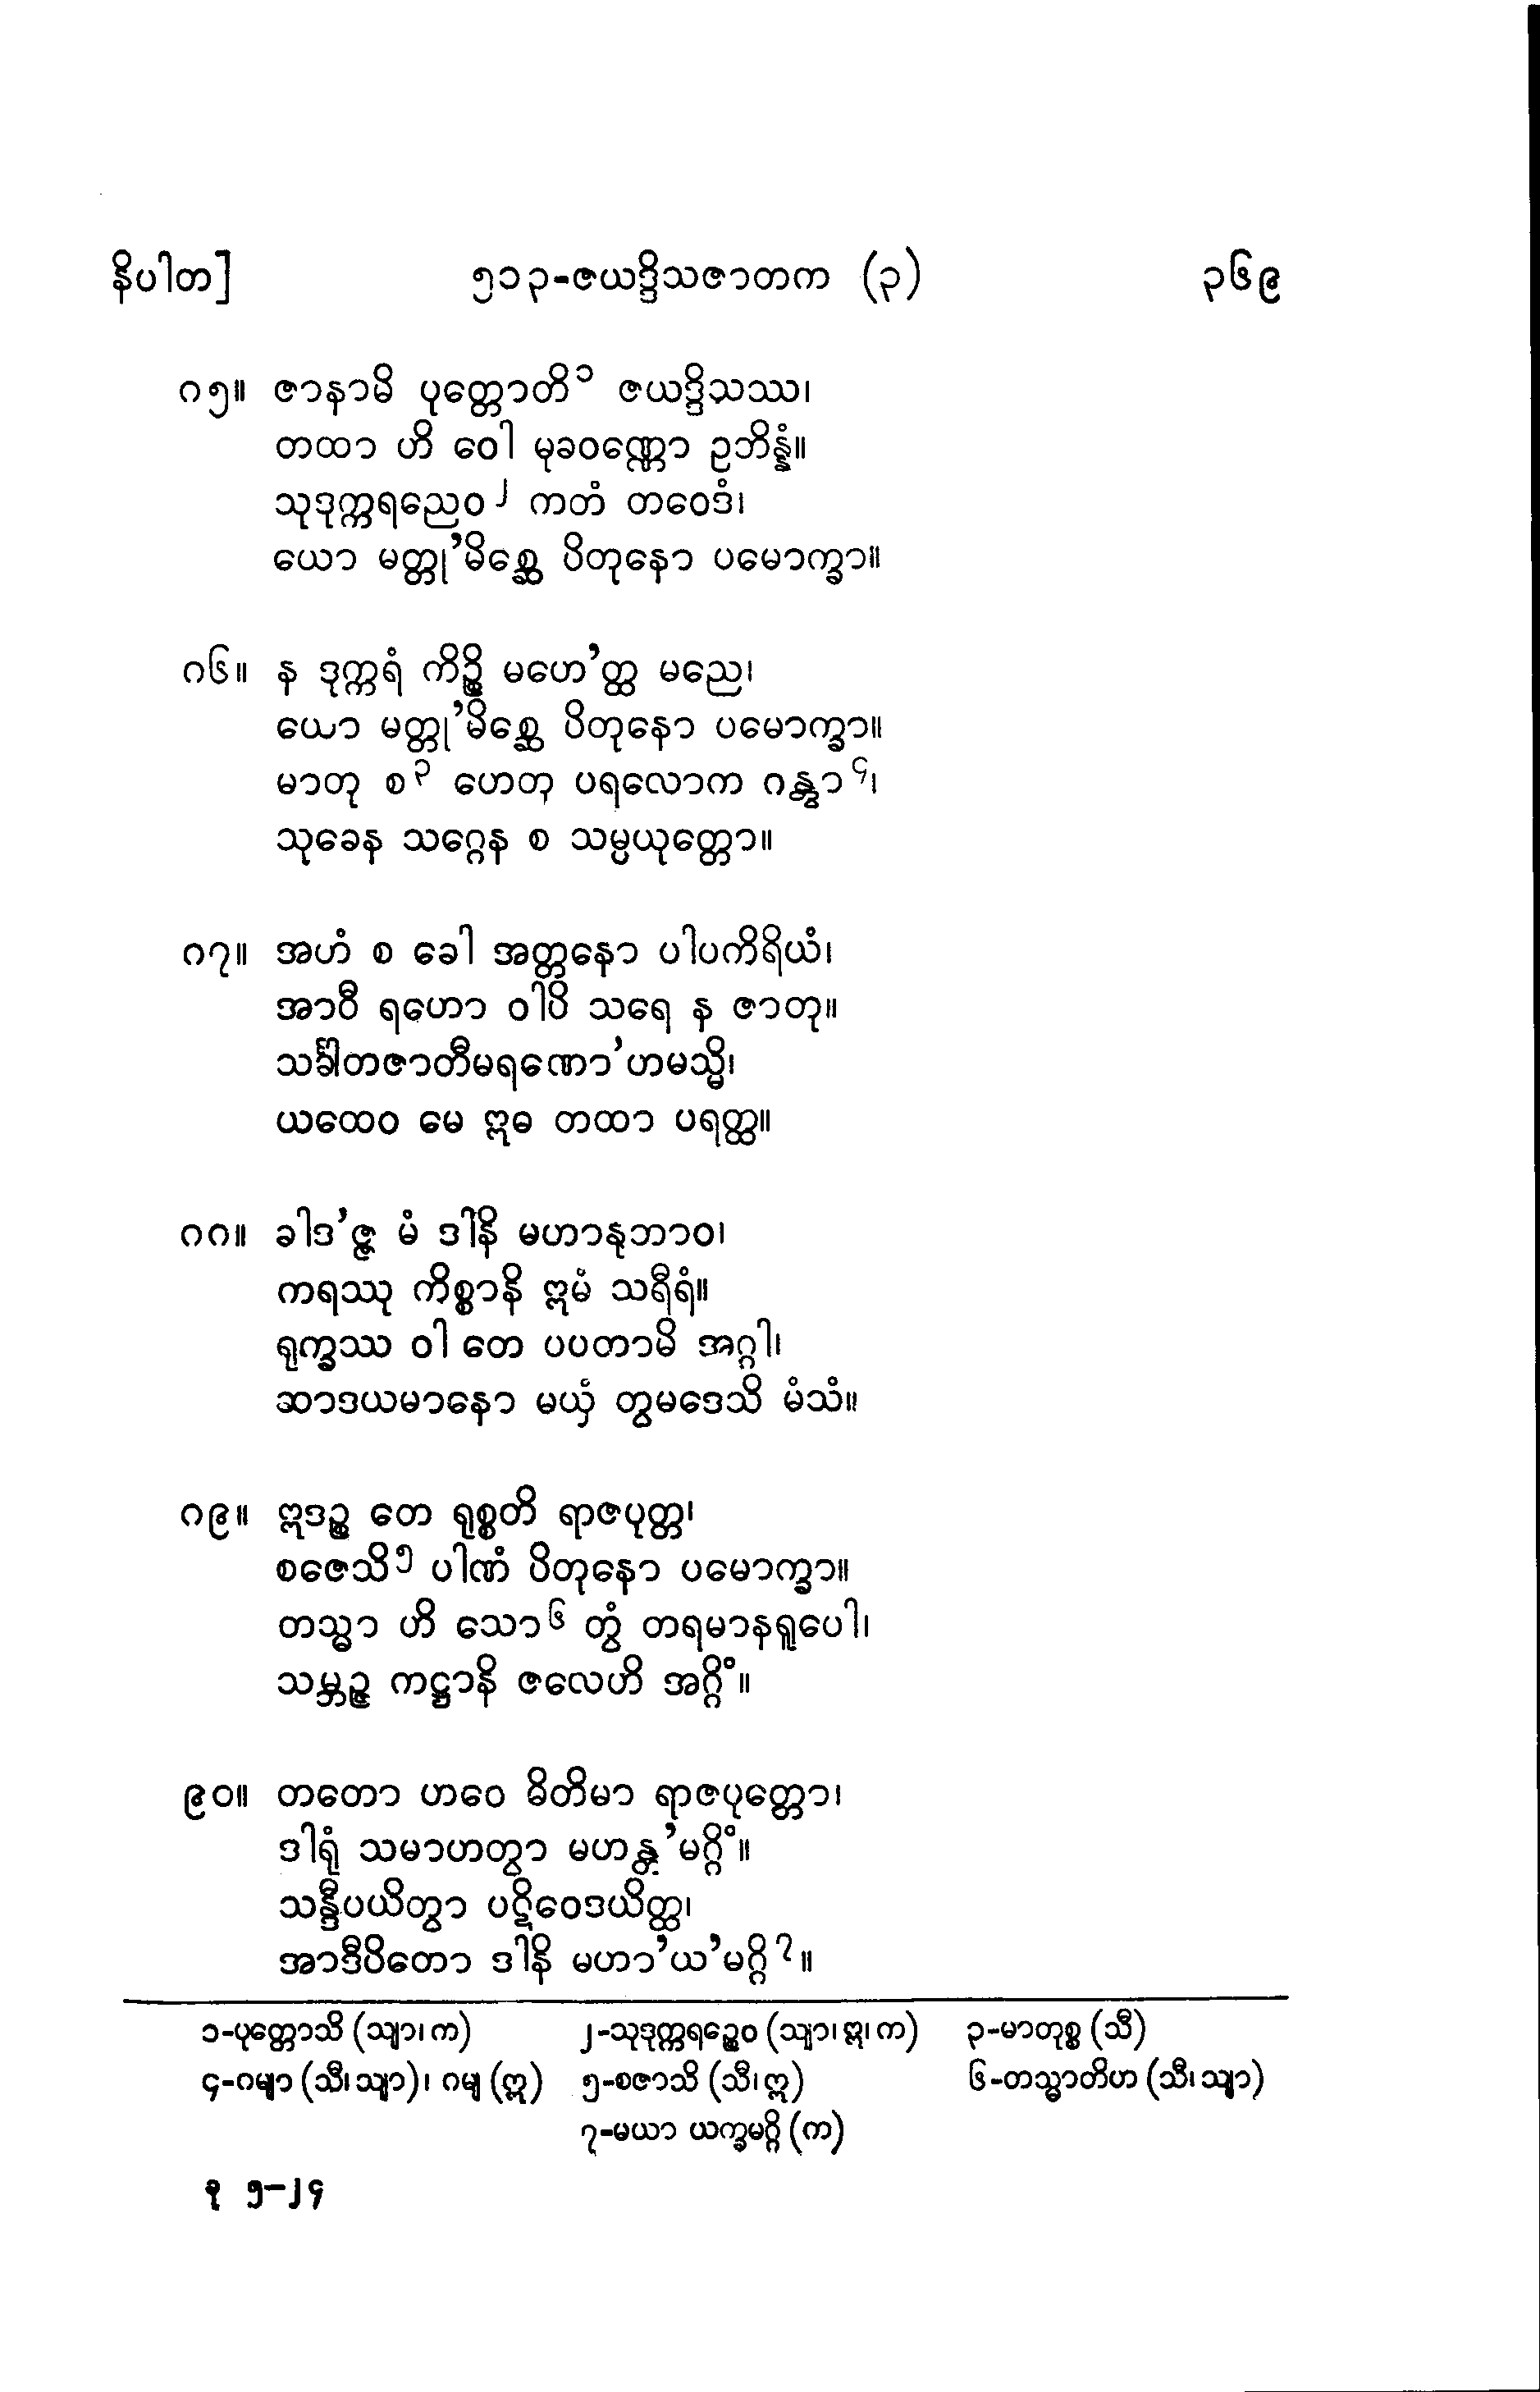 နိပါတ]	၅၁၃-ဇယဒ္ဒိသဇာတက (၃)	၃၆၉
၈၅။ ဇာနာမိ ပုတ္တောတိ၁ ဇယဒ္ဒိသဿ၊
တထာ ဟိ ဝေါ မုခဝဏ္ဏော ဥဘိန္နံ။
သုဒုက္ကရညေဝ၂ ကတံ တဝေဒံ၊
ယော မတ္တု’မိစ္ဆေ ပိတုနော ပမောက္ခာ။
၈၆။ န ဒုက္ကရံ ကိဉ္စိ မဟေ’တ္ထ မညေ၊
ယော မတ္တု’မိစ္ဆေ ပိတုနော ပမောက္ခာ။
မာတု စ၃ ဟေတု ပရလောက ဂန္တွာ၄၊
သုခေန သဂ္ဂေန စ သမ္ပယုတ္တော။
၈၇။ အဟံ စ ခေါ အတ္တနော ပါပကိရိယံ၊
အာဝီ ရဟော ဝါပိ သရေ န ဇာတု။
သင်္ခါတဇာတီမရဏော’ဟမသ္မိ၊
ယထေဝ မေ ဣဓ တထာ ပရတ္ထ။
၈၈။ ခါဒ’ဇ္ဇ မံ ဒါနိ မဟာနုဘာဝ၊
ကရဿု ကိစ္စာနိ ဣမံ သရီရံ။
ရုက္ခဿ ဝါ တေ ပပတာမိ အဂ္ဂါ၊
ဆာဒယမာနော မယှံ တွမဒေသိ မံသံ။
၈၉။ ဣဒဉ္စ တေ ရုစ္စတိ ရာဇပုတ္တ၊
စဇေသိ၅ ပါဏံ ပိတုနော ပမောက္ခာ။
တသ္မာ ဟိ သော၆ တွံ တရမာနရူပေါ၊
သမ္ဘဉ္ဇ ကဋ္ဌာနိ ဇလေဟိ အဂ္ဂိံ။
၉၀။ တတော ဟဝေ ဓိတိမာ ရာဇပုတ္တော၊
ဒါရုံ သမာဟတွာ မဟန္တ’မဂ္ဂိံ။
သန္ဒီပယိတွာ ပဋိဝေဒယိတ္ထ၊
အာဒီပိတော ဒါနိ မဟာ’ယ’မဂ္ဂိ၇။
၁-ပုတ္တောသိ (သျာ၊က)	၂-သုဒုက္ကရဉ္စေဝ (သျာ၊ဣ၊က)	၃-မာတုစ္စ (သီ)
၄-ဂမျာ (သီ၊သျာ)၊ ဂမျ (ဣ)	၅-စဇာသိ (သီ၊ဣ)	၆-တသ္မာတိဟ (သီ၊သျာ)
၇-မယာ ယက္ခမဂ္ဂိ (က)
ခု ၅–၂၄